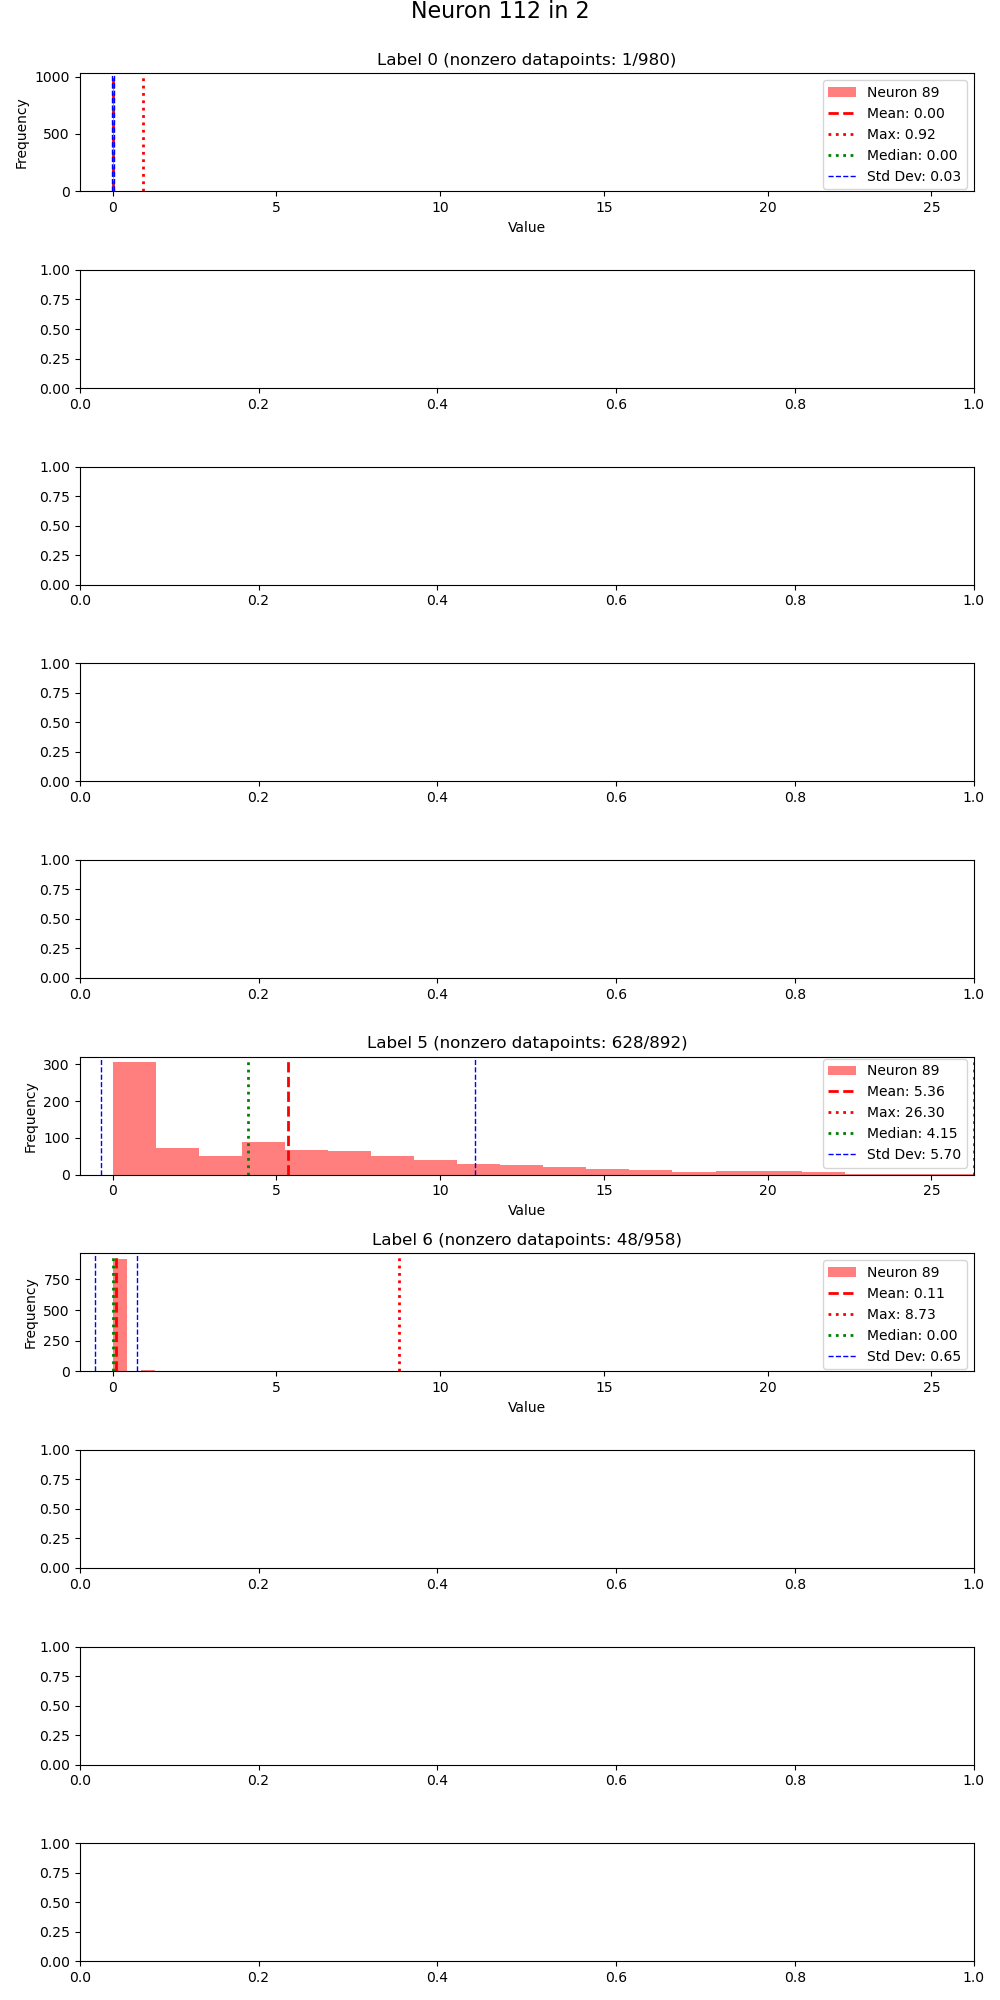 Neuron 112 in 2
Label 0 (nonzero datapoints: 1/980)
Frequency
1000
500
0
Neuron 89
Mean: 0.00
Max: 0.92
Median: 0.00
Std Dev: 0.03
0 5 10 15 20 25
Value
1.00
0.75
0.50
0.25
0.00
0.0 0.2 0.4 0.6 0.8 1.0
1.00
0.75
0.50
0.25
0.00
0.0 0.2 0.4 0.6 0.8 1.0
1.00
0.75
0.50
0.25
0.00
0.0 0.2 0.4 0.6 0.8 1.0
1.00
0.75
0.50
0.25
0.00
0.0 0.2 0.4 0.6 0.8 1.0
Label 5 (nonzero datapoints: 628/892)
Frequency
300
200
100
0
Neuron 89
Mean: 5.36
Max: 26.30
Median: 4.15
Std Dev: 5.70
0 5 10 15 20 25
Value
Label 6 (nonzero datapoints: 48/958)
Frequency
750
500
250
0
Neuron 89
Mean: 0.11
Max: 8.73
Median: 0.00
Std Dev: 0.65
0 5 10 15 20 25
Value
1.00
0.75
0.50
0.25
0.00
0.0 0.2 0.4 0.6 0.8 1.0
1.00
0.75
0.50
0.25
0.00
0.0 0.2 0.4 0.6 0.8 1.0
1.00
0.75
0.50
0.25
0.00
0.0 0.2 0.4 0.6 0.8 1.0